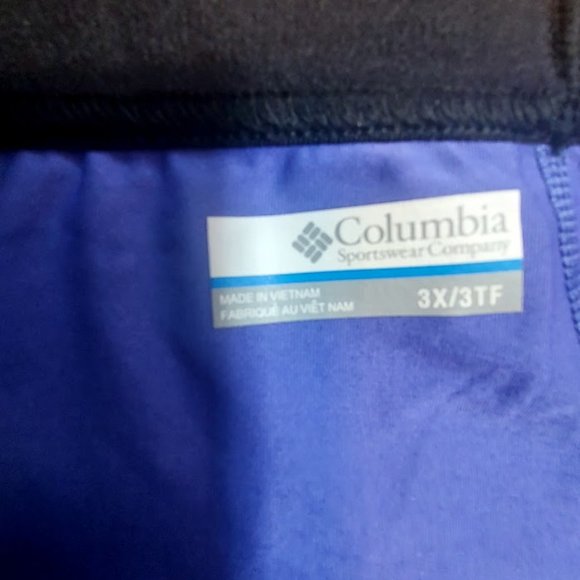 Columbia
Sportswear Company
MADE IN VIETNAM
FABRIQUÉ AU VIÊT NAM
3X/3TF